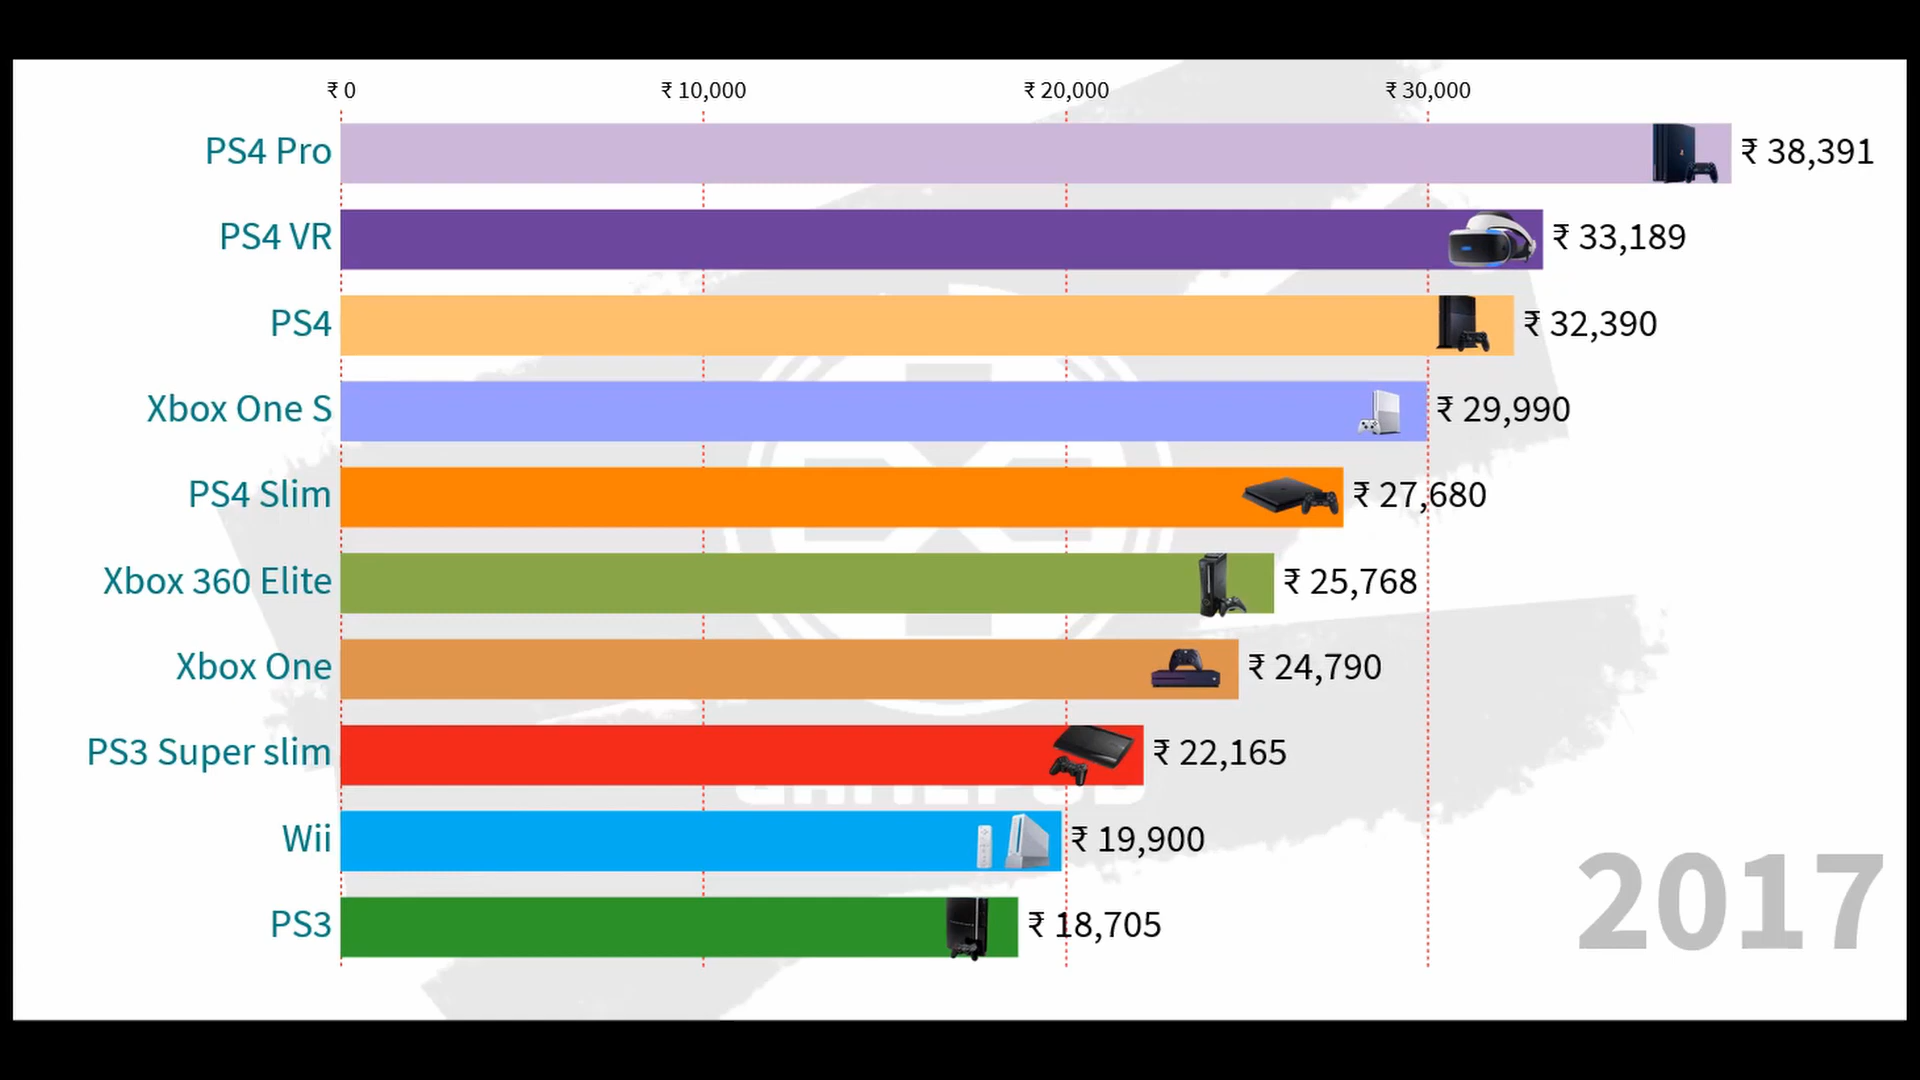 ₹ 0 ₹ 10,000 ₹ 20,000 ₹ 30,000
PS4 Pro ₹ 38,391
PS4 VR ₹ 33,189
PS4 ₹ 32,390
Xbox One S ₹ 29,990
PS4 Slim ₹ 27,680
Xbox 360 Elite ₹ 25,768
Xbox One ₹ 24,790
PS3 Super slim ₹ 22,165
Wii ₹ 19,900
PS3 ₹ 18,705
2017